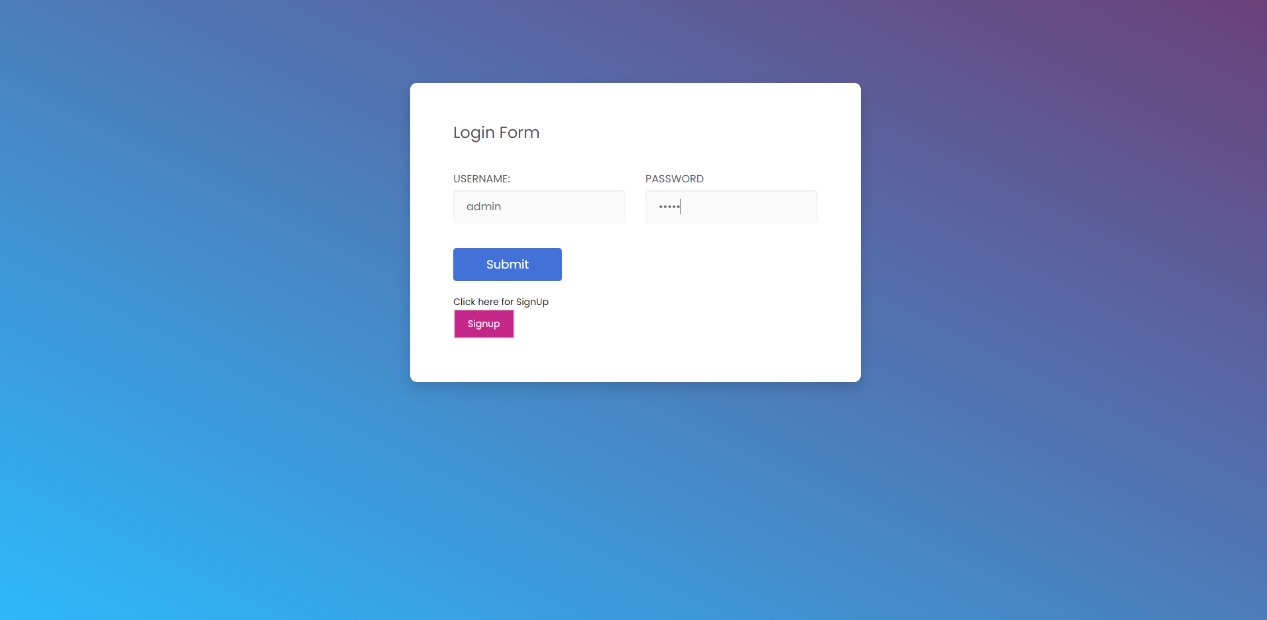 Login Form
USERNAME: PASSWORD
admin •••••
Submit
Click here for SignUp
Signup